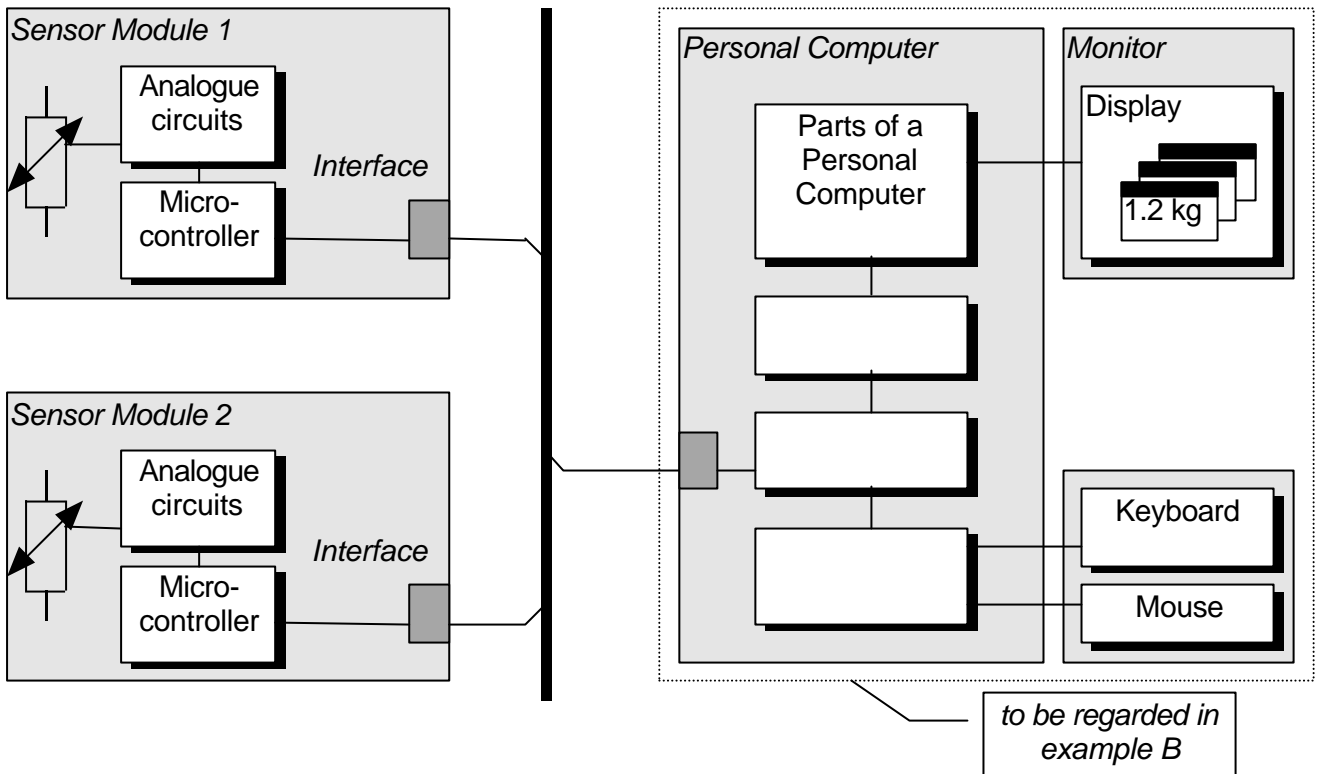 Sensor Module 1
Analogue
circuits
Interface
Micro-
controller
Sensor Module 2
Analogue
circuits
Interface
Micro-
controller
Personal Computer
Parts of a
Personal
Computer
Monitor
Display
1.2 kg
Keyboard
Mouse
to be regarded in
example B